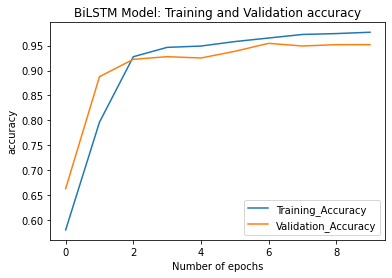 BiLSTM Model: Training and Validation accuracy
accuracy
0.95
0.90
0.85
0.80
0.75
0.70
0.65
0.60
Training_Accuracy
Validation_Accuracy
0 2 4 6 8
Number of epochs